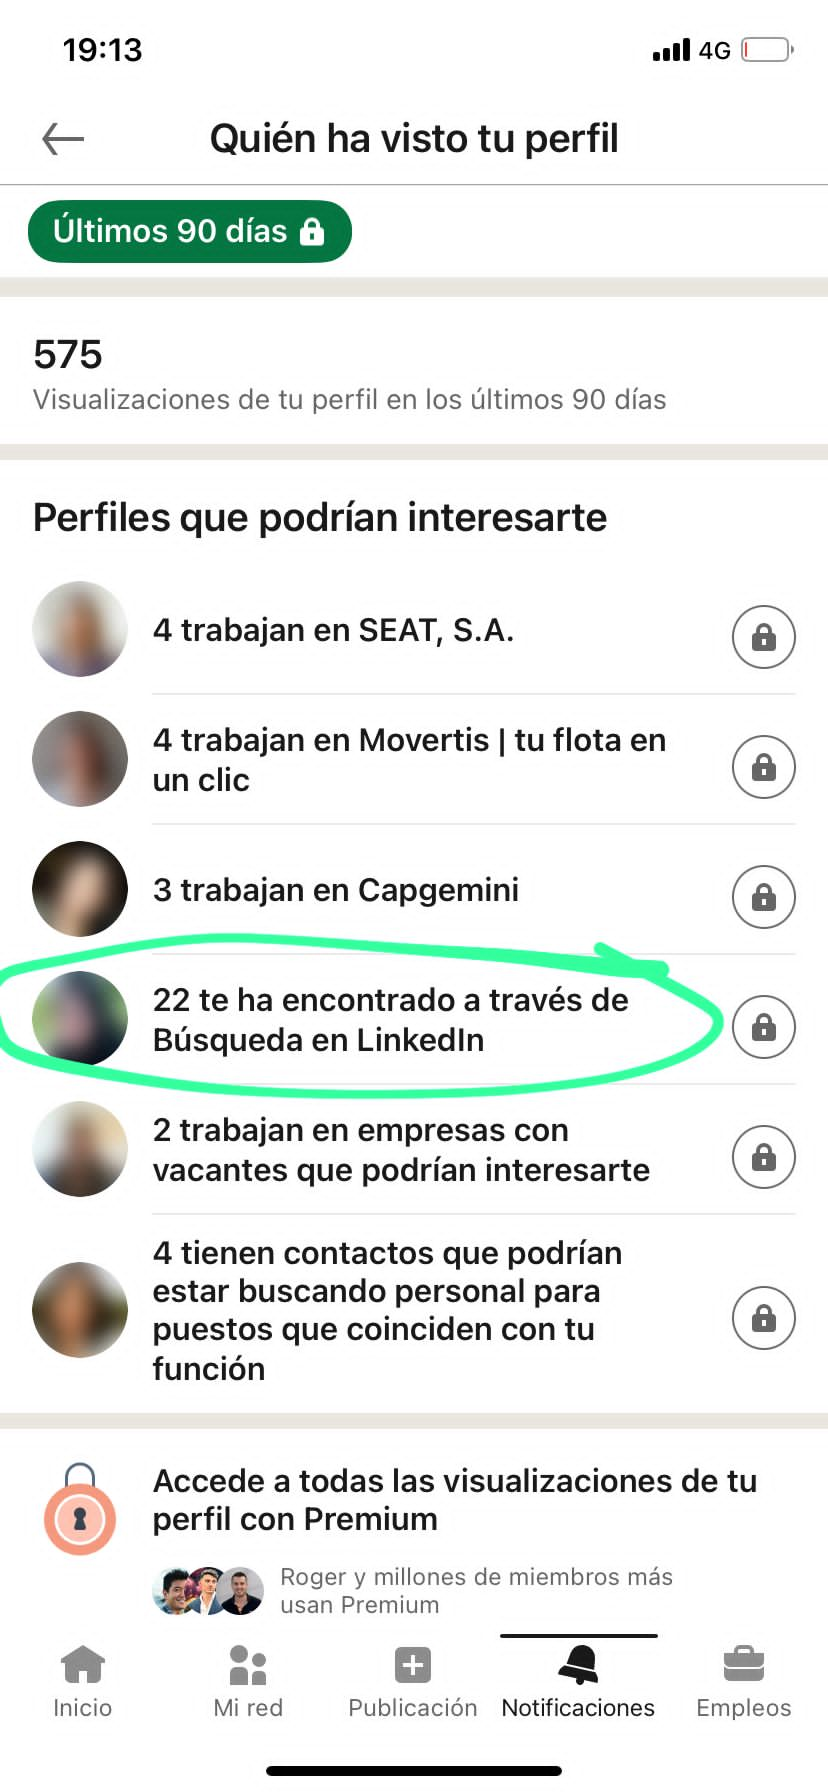 19:13
4G
Quién ha visto tu perfil
Últimos 90 días
575
Visualizaciones de tu perfil en los últimos 90 días
Perfiles que podrían interesarte
4 trabajan en SEAT, S.A.
4 trabajan en Movertis | tu flota en
un clic
3 trabajan en Capgemini
22 te ha encontrado a través de
Búsqueda en LinkedIn
2 trabajan en empresas con
vacantes que podrían interesarte
4 tienen contactos que podrían
estar buscando personal para
puestos que coinciden con tu
función
Accede a todas las visualizaciones de tu
perfil con Premium
Roger y millones de miembros más
usan Premium
Inicio
Mi red
Publicación
Notificaciones
Empleos